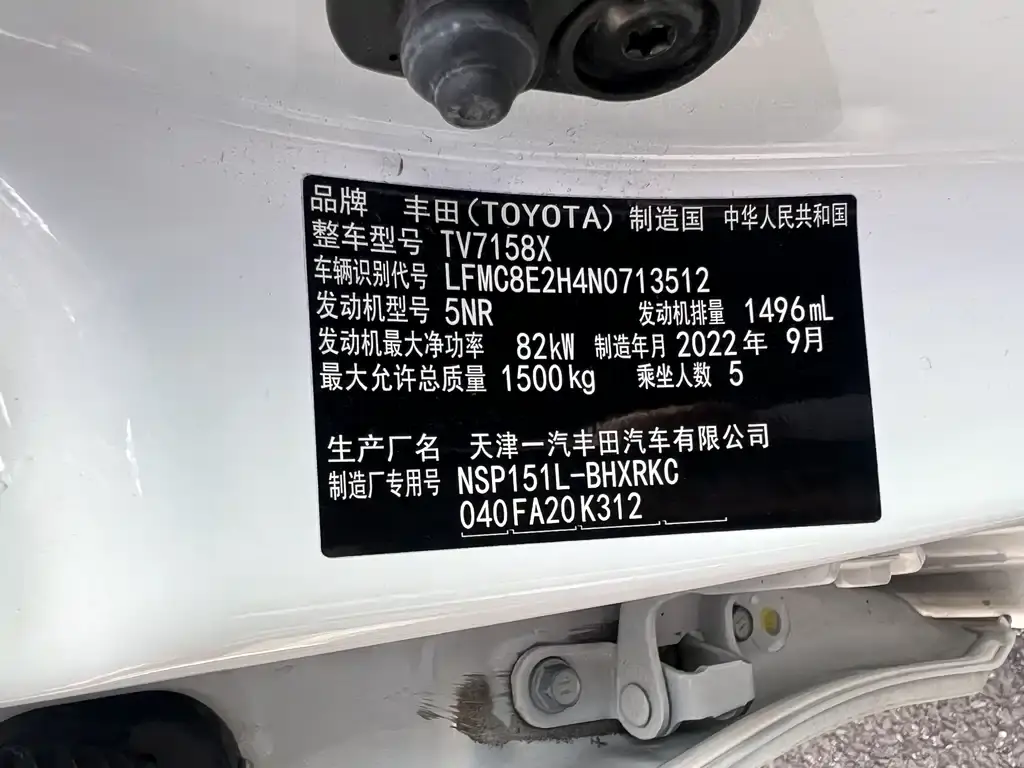 品牌 丰田(TOYOTA) 制造国 中华人民共和国
整车型号 TV7158X
车辆识别代号 LFMC8E2H4N0713512
发动机型号 5NR 发动机排量 1496mL
发动机最大净功率 82kW 制造年月 2022年 9月
最大允许总质量 1500kg 乘坐人数 5
生产厂名 天津一汽丰田汽车有限公司
制造厂专用号 NSP151L-BHXRKC
040FA20K312